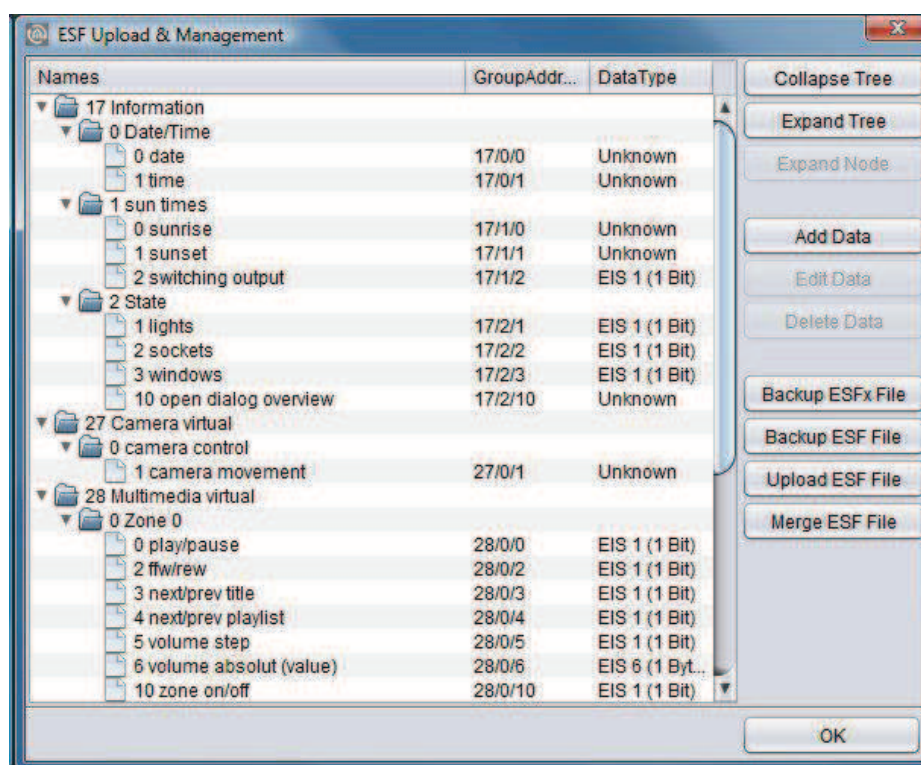 ESF Upload & Management
Names GroupAddr... DataType
17 Information
0 Date/Time
0 date 17/0/0 Unknown
1 time 17/0/1 Unknown
1 sun times
0 sunrise 17/1/0 Unknown
1 sunset 17/1/1 Unknown
2 switching output 17/1/2 EIS 1 (1 Bit)
2 State
1 lights 17/2/1 EIS 1 (1 Bit)
2 sockets 17/2/2 EIS 1 (1 Bit)
3 windows 17/2/3 EIS 1 (1 Bit)
10 open dialog overview 17/2/10 Unknown
27 Camera virtual
0 camera control
1 camera movement 27/0/1 Unknown
28 Multimedia virtual
0 Zone 0
0 play/pause 28/0/0 EIS 1 (1 Bit)
2 ffw/rew 28/0/2 EIS 1 (1 Bit)
3 next/prev title 28/0/3 EIS 1 (1 Bit)
4 next/prev playlist 28/0/4 EIS 1 (1 Bit)
5 volume step 28/0/5 EIS 1 (1 Bit)
6 volume absolut (value) 28/0/6 EIS 6 (1 Byt...
10 zone on/off 28/0/10 EIS 1 (1 Bit)
Collapse Tree
Expand Tree
Expand Node
Add Data
Edit Data
Delete Data
Backup ESFx File
Backup ESF File
Upload ESF File
Merge ESF File
OK